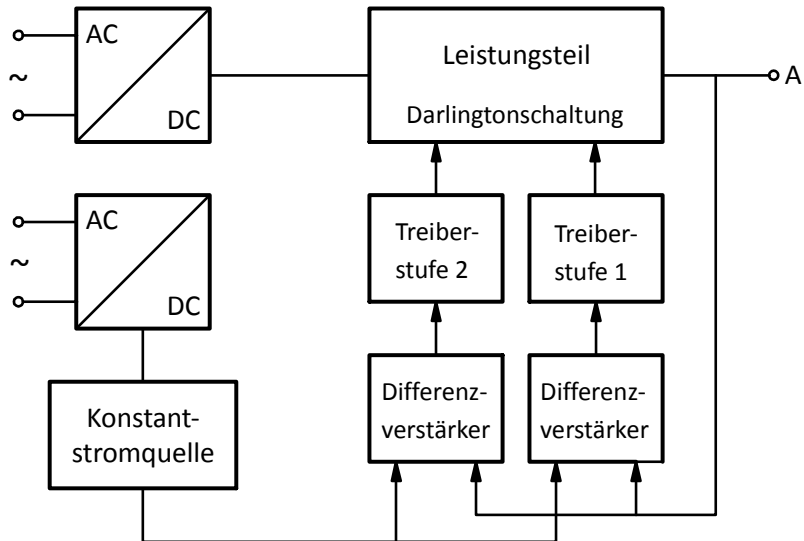 AC
~
DC
Leistungsteil
Darlingtonschaltung
A
AC
~
DC
Treiber-
stufe 2
Treiber-
stufe 1
Konstant-
stromquelle
Differenz-
verstärker
Differenz-
verstärker